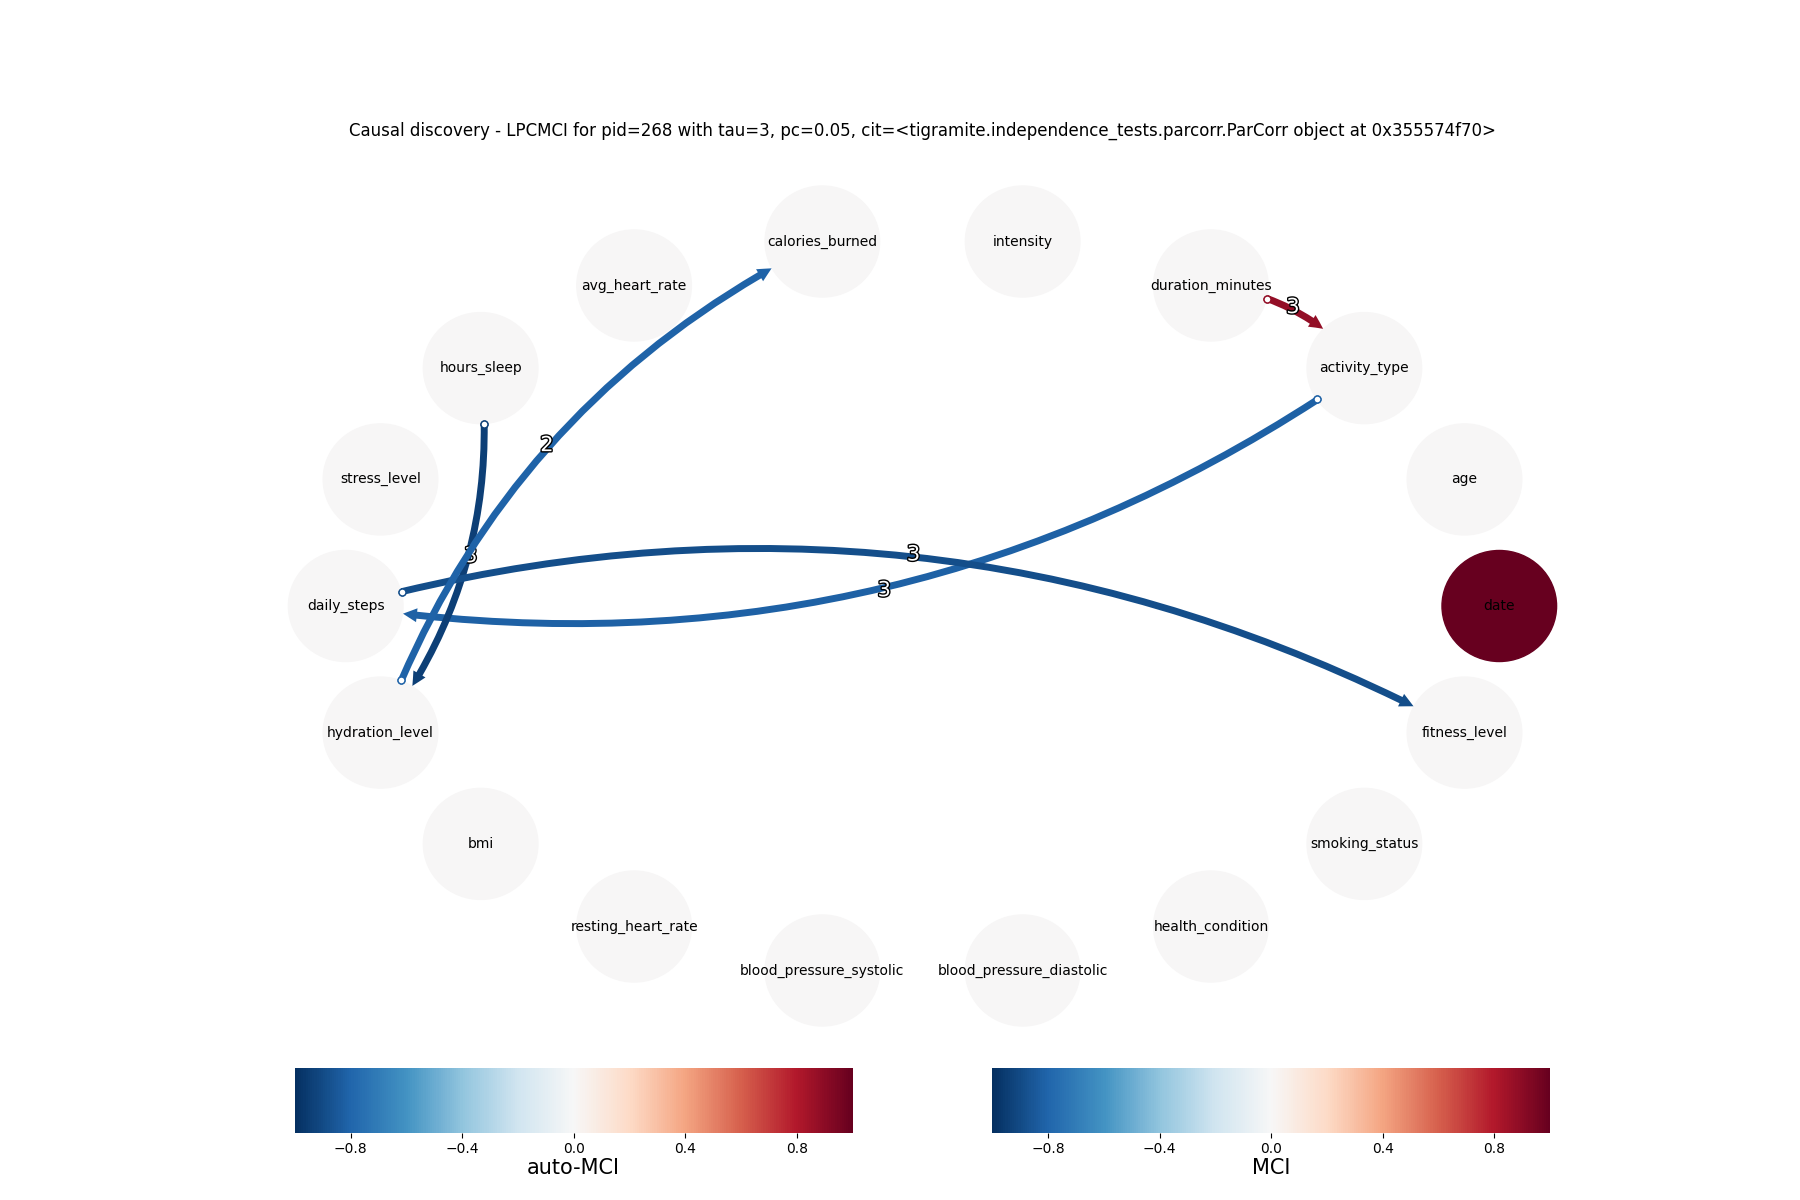 Causal discovery - LPCMCI for pid=268 with tau=3, pc=0.05, cit=<tigramite.independence_tests.parcorr.ParCorr object at 0x355574f70>
calories_burned
intensity
avg_heart_rate
duration_minutes
3
hours_sleep
activity_type
2
stress_level
age
3
3
3
daily_steps
date
hydration_level
fitness_level
bmi
smoking_status
resting_heart_rate
health_condition
blood_pressure_systolic
blood_pressure_diastolic
−0.8 −0.4 0.0 0.4 0.8
auto-MCI
−0.8 −0.4 0.0 0.4 0.8
MCI